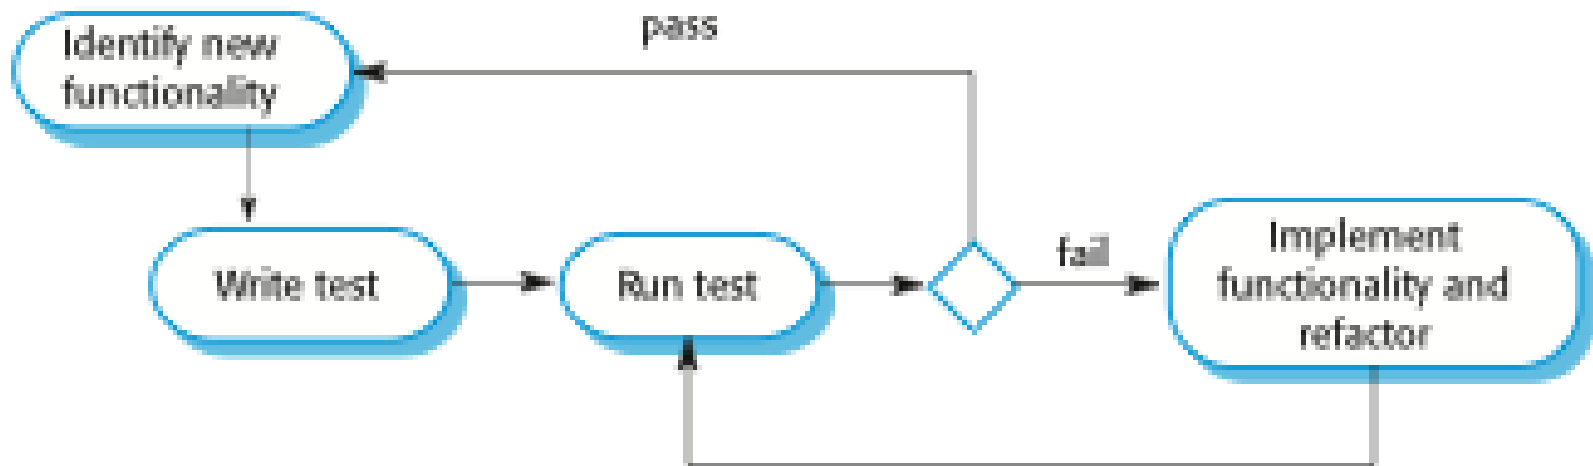 pass
Identify new
functionality
Write test
Run test
fail
Implement
functionality and
refactor